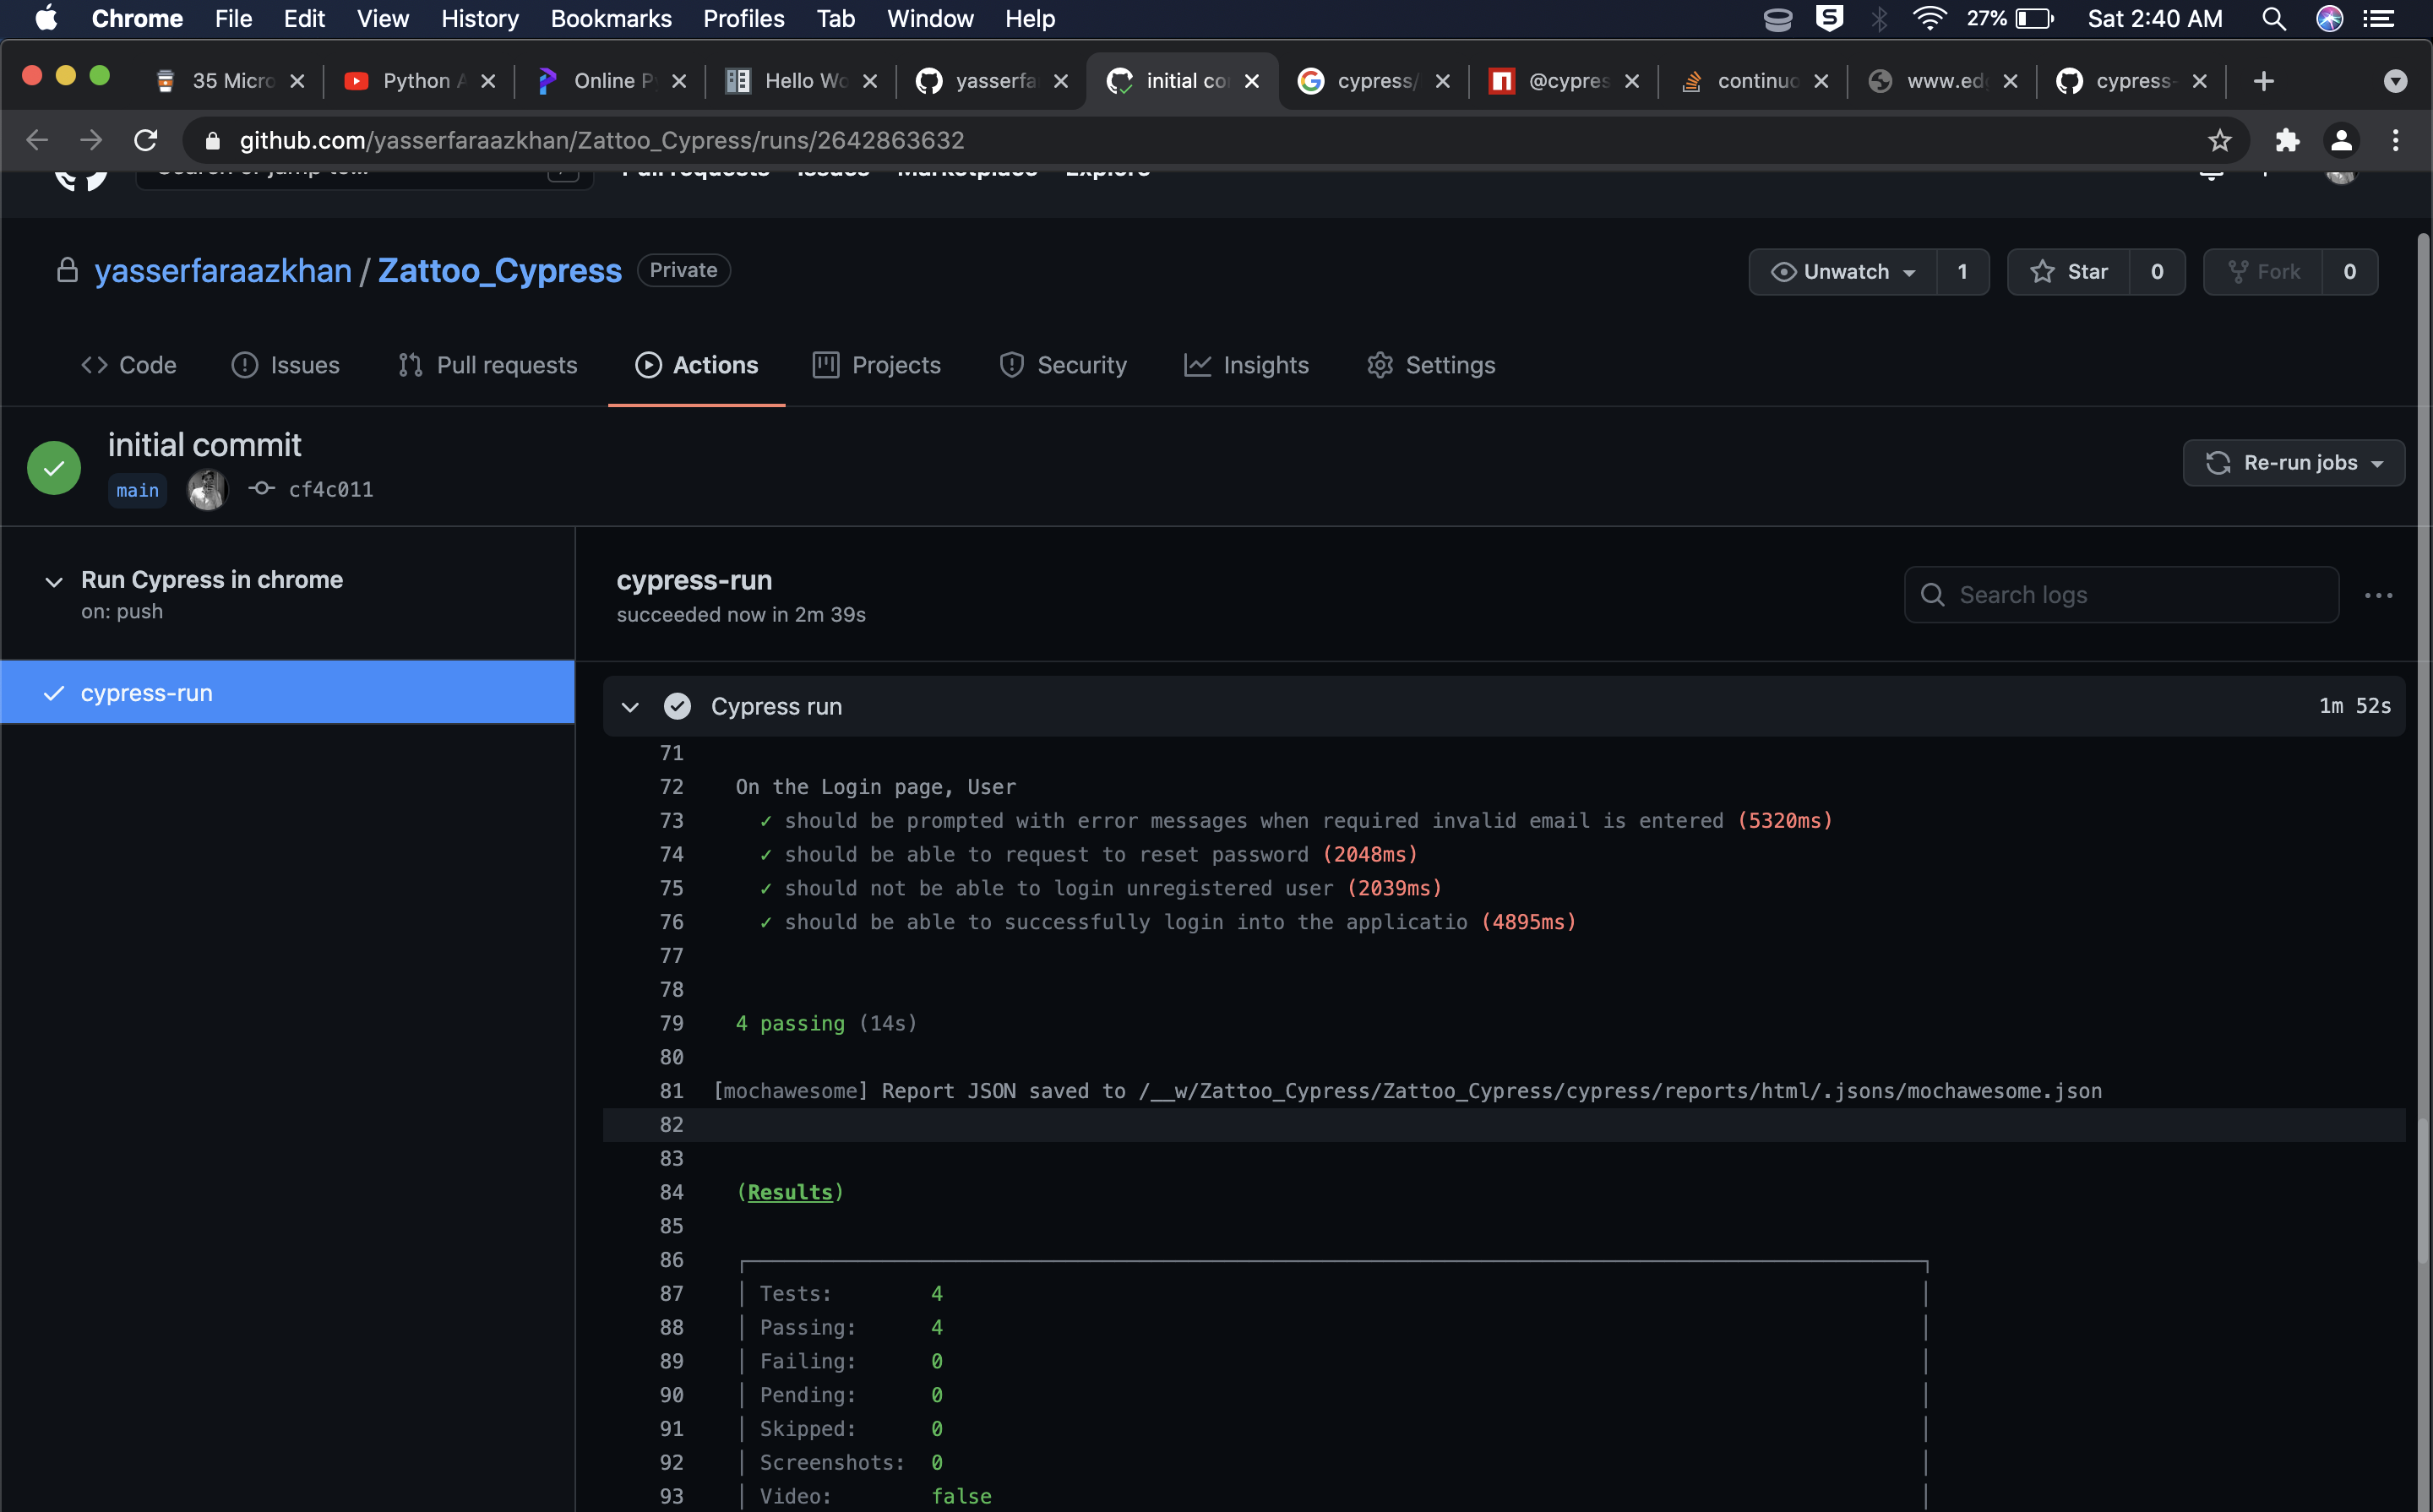 Chrome File Edit View History Bookmarks Profiles Tab Window Help 27% Sat 2:40 AM
35 Micro Python Online P Hello Wo yasserfa initial co cypress/ @cypres continuo www.ed cypress-
github.com/yasserfaraazkhan/Zattoo_Cypress/runs/2642863632
Search or jump to... Pull requests Issues Marketplace Explore
yasserfaraazkhan / Zattoo_Cypress Private Unwatch 1 Star 0 Fork 0
Code Issues Pull requests Actions Projects Security Insights Settings
initial commit
main cf4c011
Re-run jobs
Run Cypress in chrome
on: push
cypress-run
cypress-run
succeeded now in 2m 39s
Search logs
Cypress run 1m 52s
71
72 On the Login page, User
73 ✓ should be prompted with error messages when required invalid email is entered (5320ms)
74 ✓ should be able to request to reset password (2048ms)
75 ✓ should not be able to login unregistered user (2039ms)
76 ✓ should be able to successfully login into the applicatio (4895ms)
77
78
79 4 passing (14s)
80
81 [mochawesome] Report JSON saved to /__w/Zattoo_Cypress/Zattoo_Cypress/cypress/reports/html/.jsons/mochawesome.json
82
83
84 (Results)
85
86
87 Tests: 4
88 Passing: 4
89 Failing: 0
90 Pending: 0
91 Skipped: 0
92 Screenshots: 0
93 Video: false